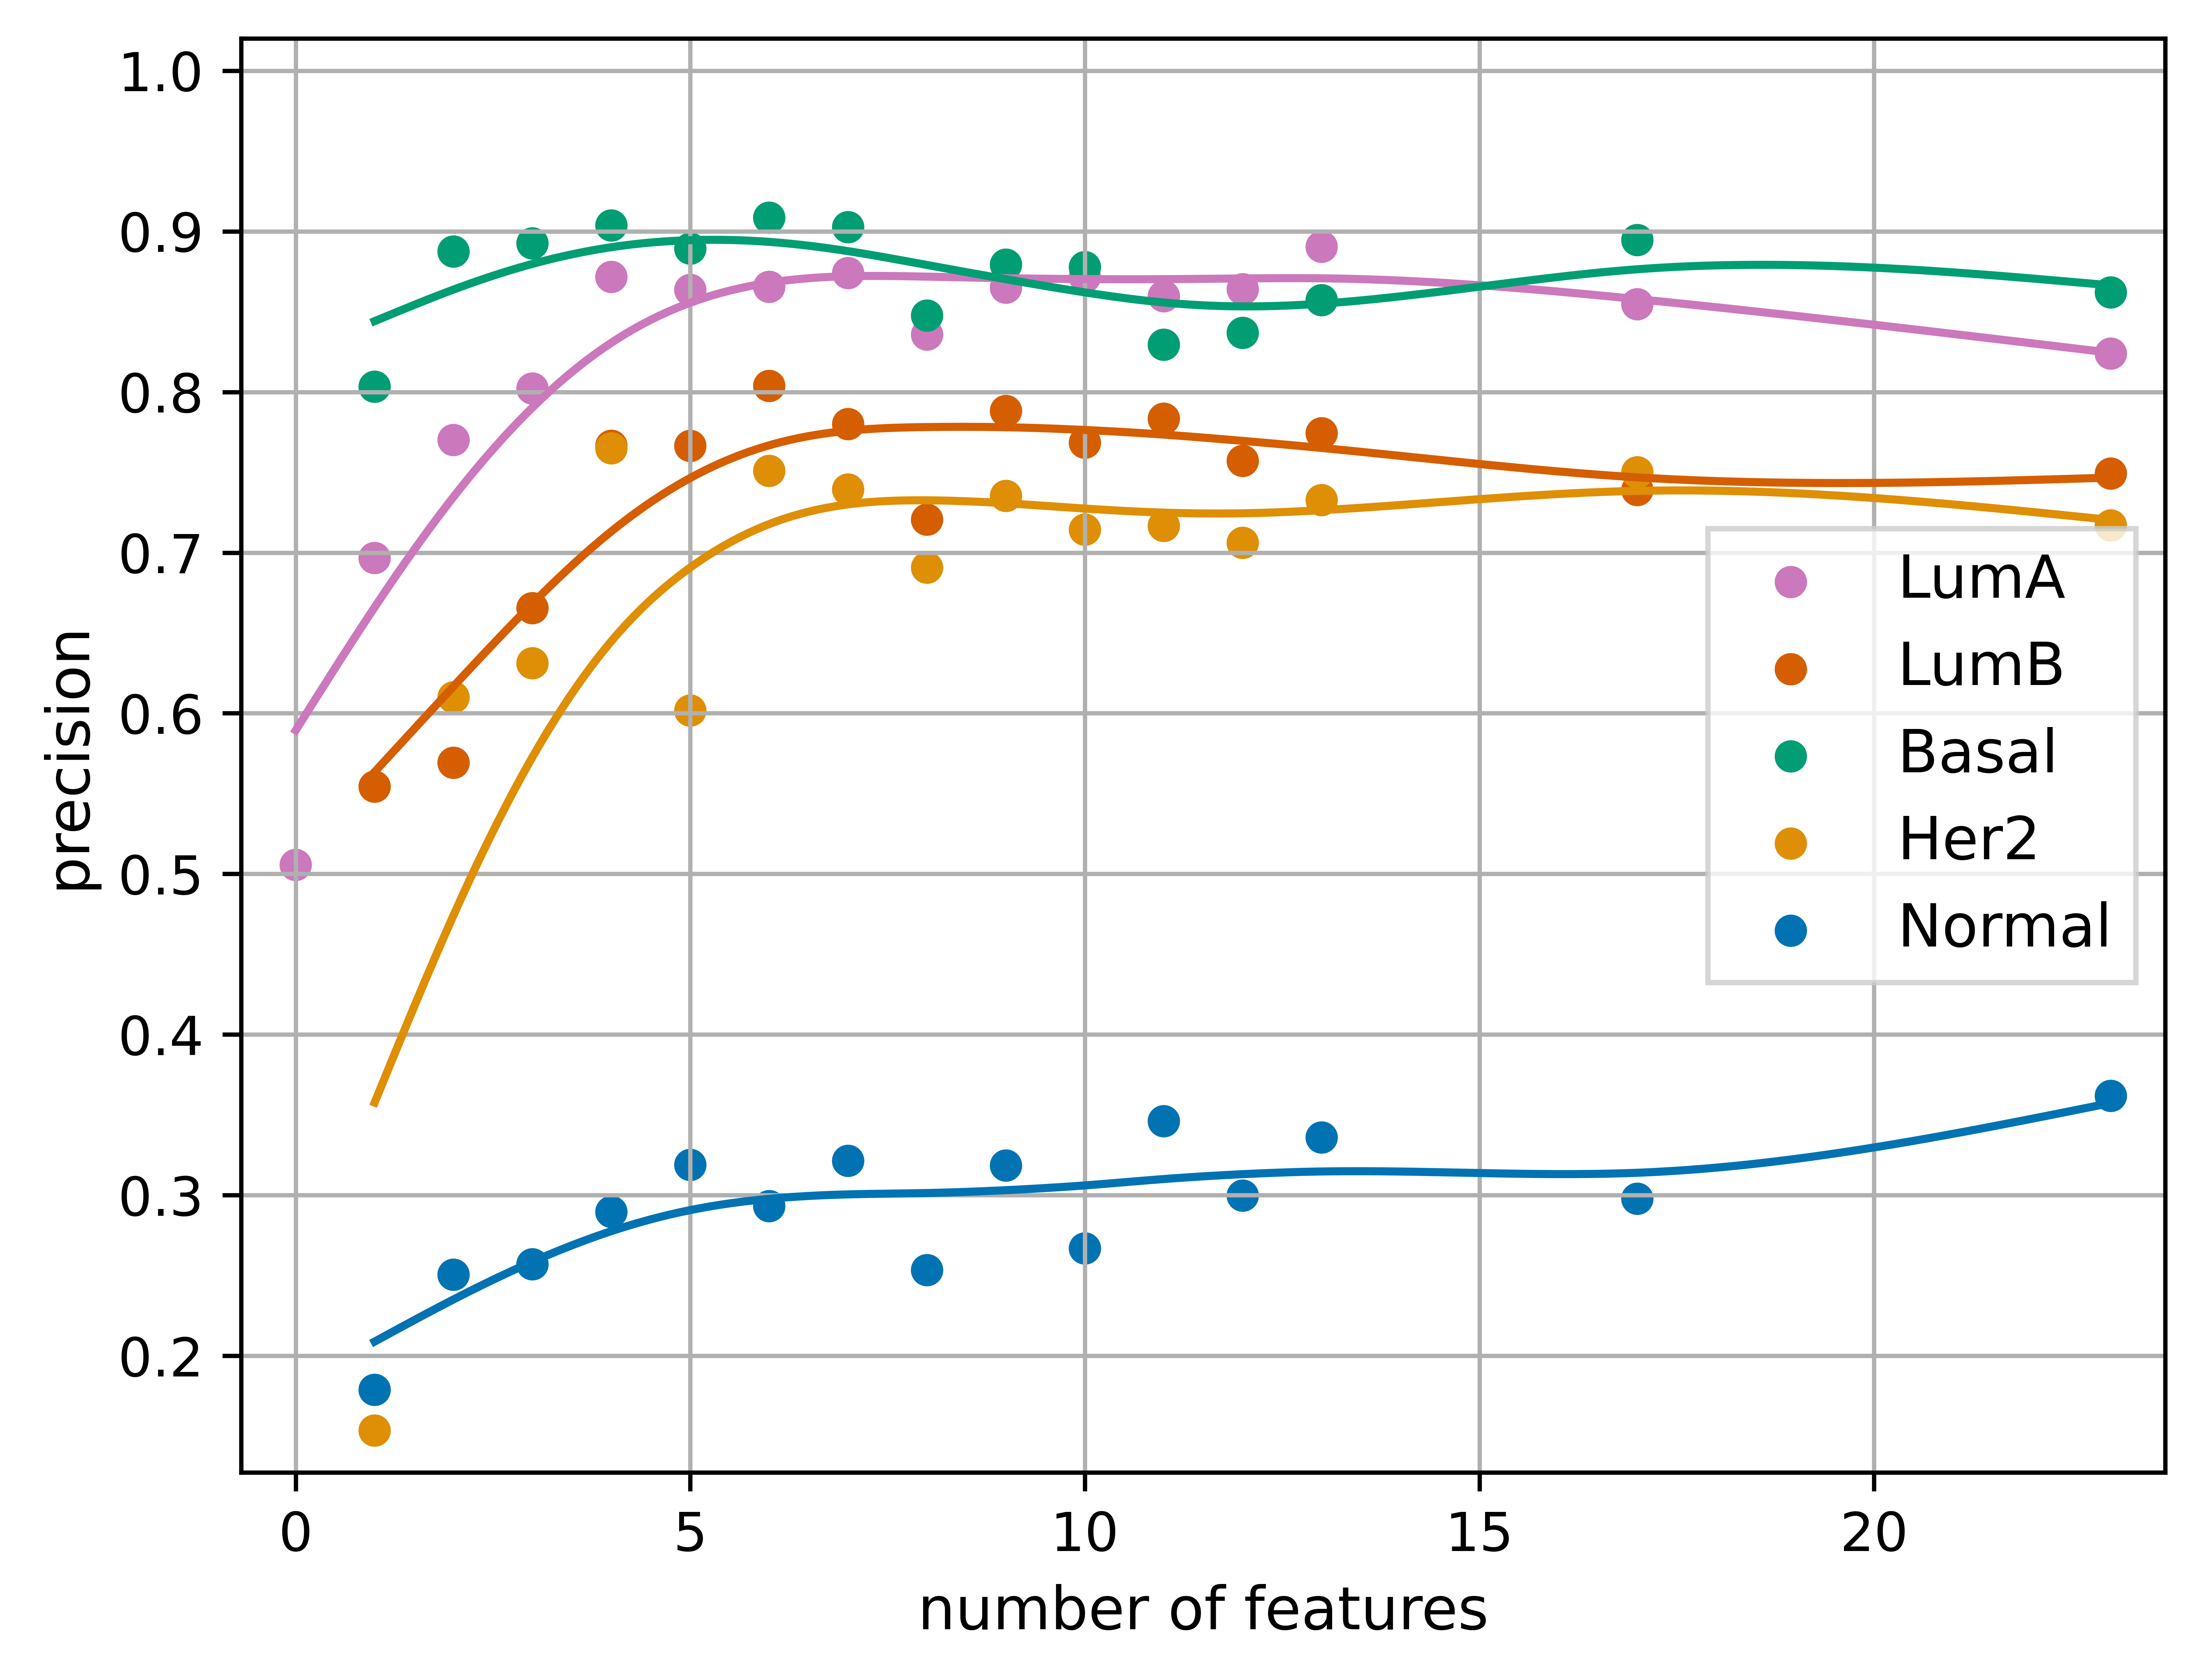 1.0
0.9
0.8
0.7
0.6
0.5
0.4
0.3
0.2
precision
LumA
LumB
Basal
Her2
Normal
0 5 10 15 20
number of features